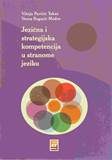 Višnja Pavičić Takač
Vesna Bagarić Medve
Jezična i
strategijska
kompetencija
u stranome
jeziku